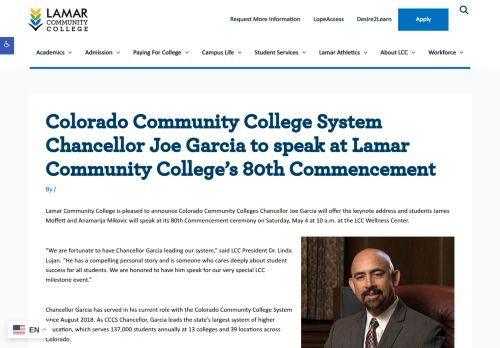 LAMAR
COMMUNITY
COLLEGE
Request More Information LopeAccess Desire2Learn Apply
Academics Admission Paying For College Campus Life Student Services Lamar Athletics About LCC Workforce
Colorado Community College System
Chancellor Joe Garcia to speak at Lamar
Community College’s 80th Commencement
By /
Lamar Community College is pleased to announce Colorado Community Colleges Chancellor Joe Garcia will offer the keynote address and students James
Moffett and Anamarija Mikovic will speak at its 80th Commencement ceremony on Saturday, May 4 at 10 a.m. at the LCC Wellness Center.
“We are fortunate to have Chancellor Garcia leading our system,” said LCC President Dr. Linda
Lujan. “He has a compelling personal story and is someone who cares deeply about student
success for all students. We are honored to have him speak for our very special LCC
milestone event.”
Chancellor Garcia has served in his current role with the Colorado Community College System
since August 2018. As CCCS Chancellor, Garcia leads the state’s largest system of higher
education, which serves 137,000 students annually at 13 colleges and 39 locations across
Colorado.
EN